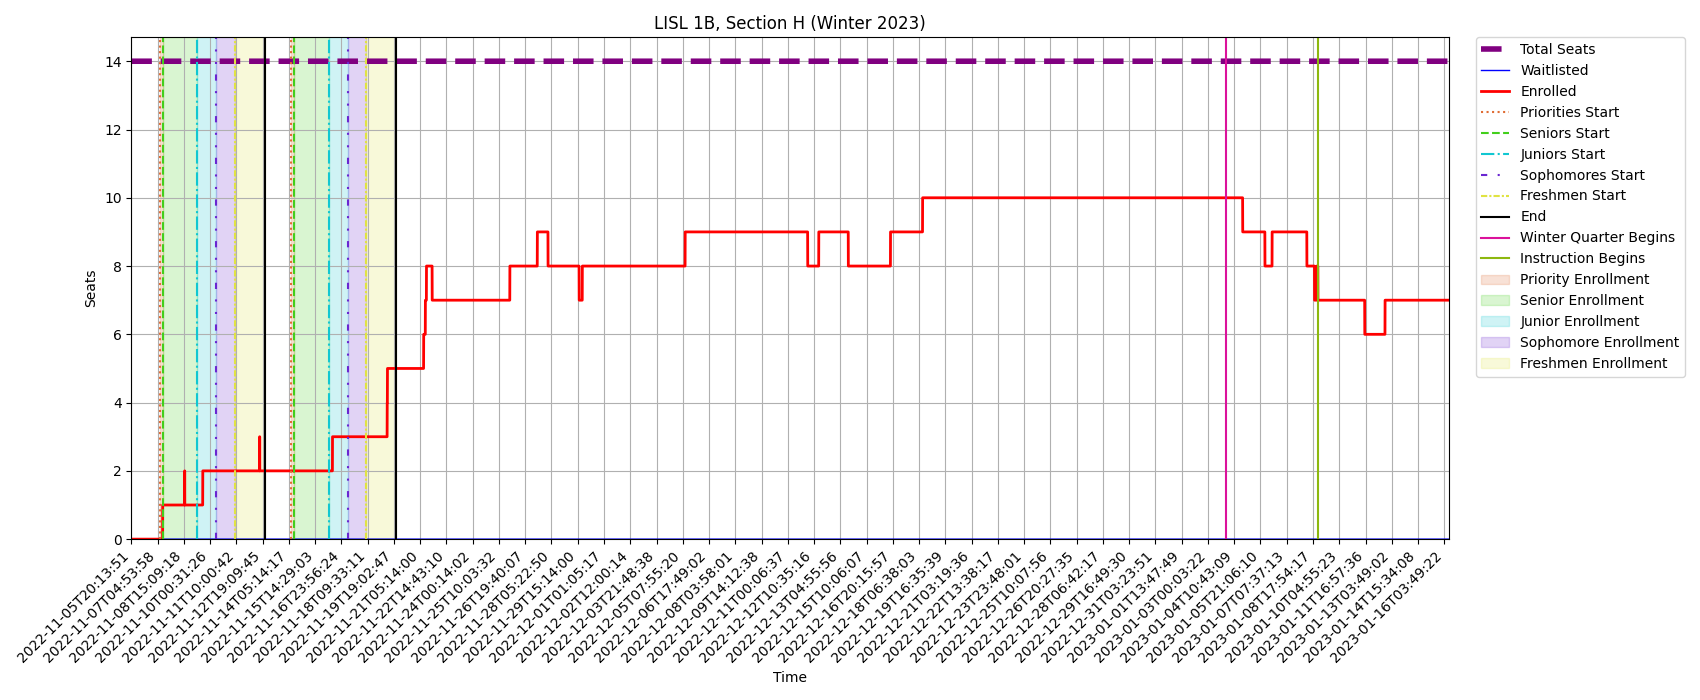 LISL 1B, Section H (Winter 2023)
Seats
14
12
10
8
6
4
2
0
2022-11-05T20:13:51
2022-11-07T04:53:58
2022-11-08T15:09:18
2022-11-10T00:31:26
2022-11-11T10:00:42
2022-11-12T19:09:45
2022-11-14T05:14:17
2022-11-15T14:29:03
2022-11-16T23:56:24
2022-11-18T09:33:11
2022-11-19T19:02:47
2022-11-21T05:14:00
2022-11-22T14:43:10
2022-11-24T00:14:02
2022-11-25T10:03:32
2022-11-26T19:40:07
2022-11-28T05:22:50
2022-11-29T15:14:00
2022-12-01T01:05:17
2022-12-02T12:00:14
2022-12-03T21:48:38
2022-12-05T07:55:20
2022-12-06T17:49:02
2022-12-08T03:58:01
2022-12-09T14:12:38
2022-12-11T00:06:37
2022-12-12T10:35:16
2022-12-13T04:55:56
2022-12-15T10:06:07
2022-12-16T20:15:57
2022-12-18T06:38:03
2022-12-19T16:35:39
2022-12-21T03:19:36
2022-12-22T13:38:17
2022-12-23T23:48:01
2022-12-25T10:07:56
2022-12-26T20:27:35
2022-12-28T06:42:17
2022-12-29T16:49:30
2022-12-31T03:23:51
2023-01-01T13:47:49
2023-01-03T00:03:22
2023-01-04T10:43:09
2023-01-05T21:06:10
2023-01-07T07:37:13
2023-01-08T17:54:17
2023-01-10T04:55:23
2023-01-11T16:57:36
2023-01-13T03:49:02
2023-01-14T15:34:08
2023-01-16T03:49:22
Time
Total Seats
Waitlisted
Enrolled
Priorities Start
Seniors Start
Juniors Start
Sophomores Start
Freshmen Start
End
Winter Quarter Begins
Instruction Begins
Priority Enrollment
Senior Enrollment
Junior Enrollment
Sophomore Enrollment
Freshmen Enrollment